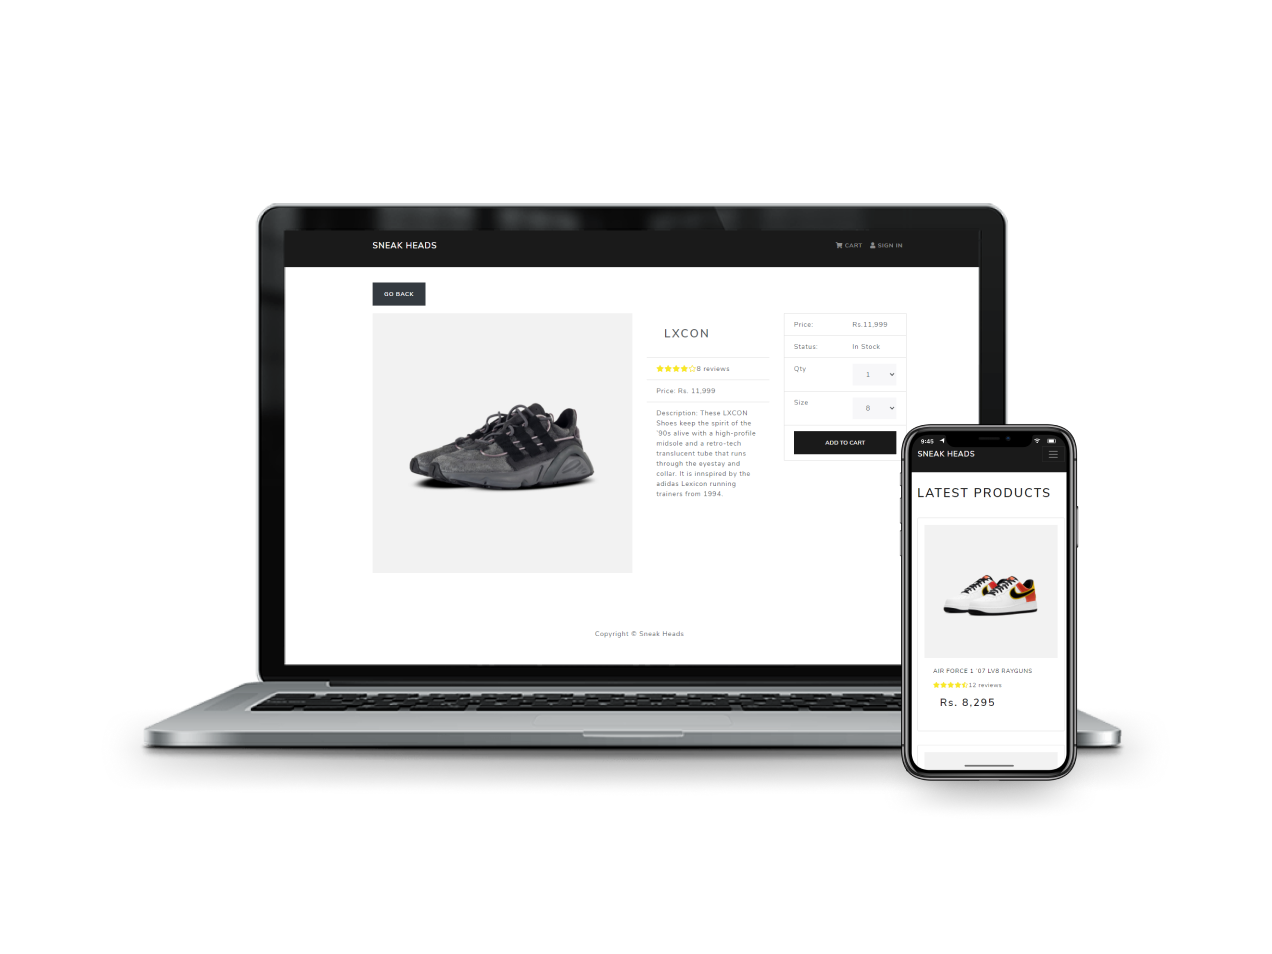 SNEAK HEADS
CART SIGN IN
GO BACK
LXCON
8 reviews
Price: Rs. 11,999
Description: These LXCON
Shoes keep the spirit of the
'90s alive with a high-profile
midsole and a retro-tech
translucent tube that runs
through the eyestay and
collar. It is innspired by the
adidas Lexicon running
trainers from 1994.
Price: Rs.11,999
Status: In Stock
Qty 1
Size 8
ADD TO CART
Copyright © Sneak Heads
9:45
SNEAK HEADS
LATEST PRODUCTS
AIR FORCE 1 '07 LV8 RAYGUNS
12 reviews
Rs. 8,295